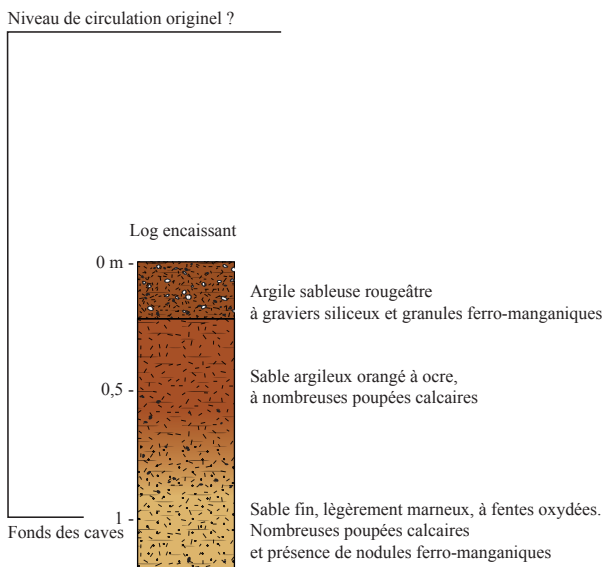 Niveau de circulation originel ?
Log encaissant
0 m -
Argile sableuse rougeâtre
à graviers siliceux et granules ferro-manganiques
0,5 -
Sable argileux orangé à ocre,
à nombreuses poupées calcaires
1 -
Fonds des caves
Sable fin, lègèrement marneux, à fentes oxydées.
Nombreuses poupées calcaires
et présence de nodules ferro-manganiques